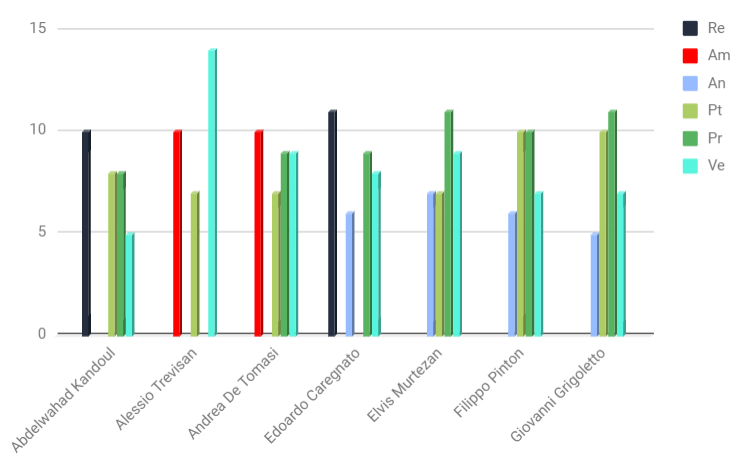 15
10
5
0
Abdelwahad Kandoul
Alessio Trevisan
Andrea De Tomasi
Edoardo Caregnato
Elvis Murtezan
Filippo Pinton
Giovanni Grigoletto
Re
Am
An
Pt
Pr
Ve